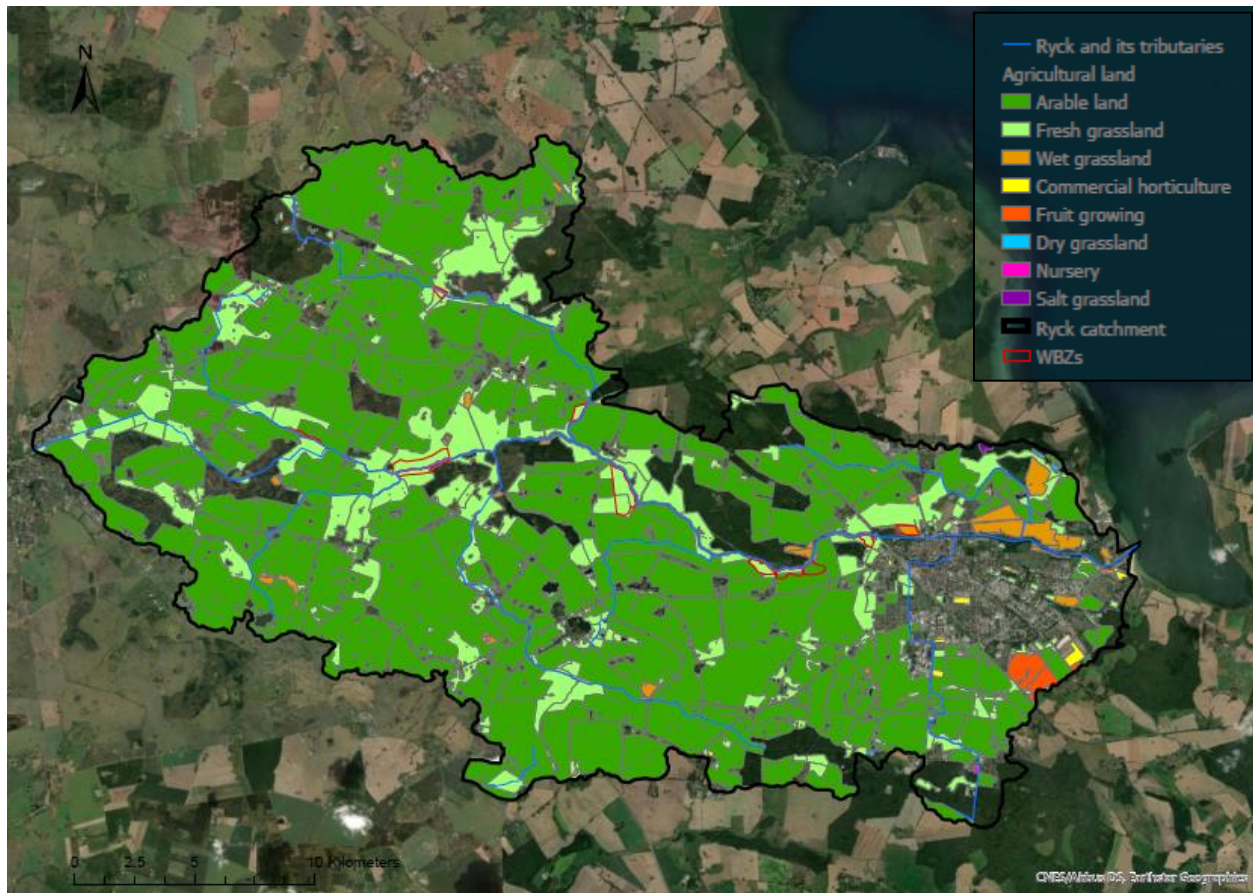 N
Ryck and its tributaries
Agricultural land
Arable land
Fresh grassland
Wet grassland
Commercial horticulture
Fruit growing
Dry grassland
Nursery
Salt grassland
Ryck catchment
WBZs
0 2.5 5 10 Kilometers
CNES/Airbus DS, Earthstar Geographics